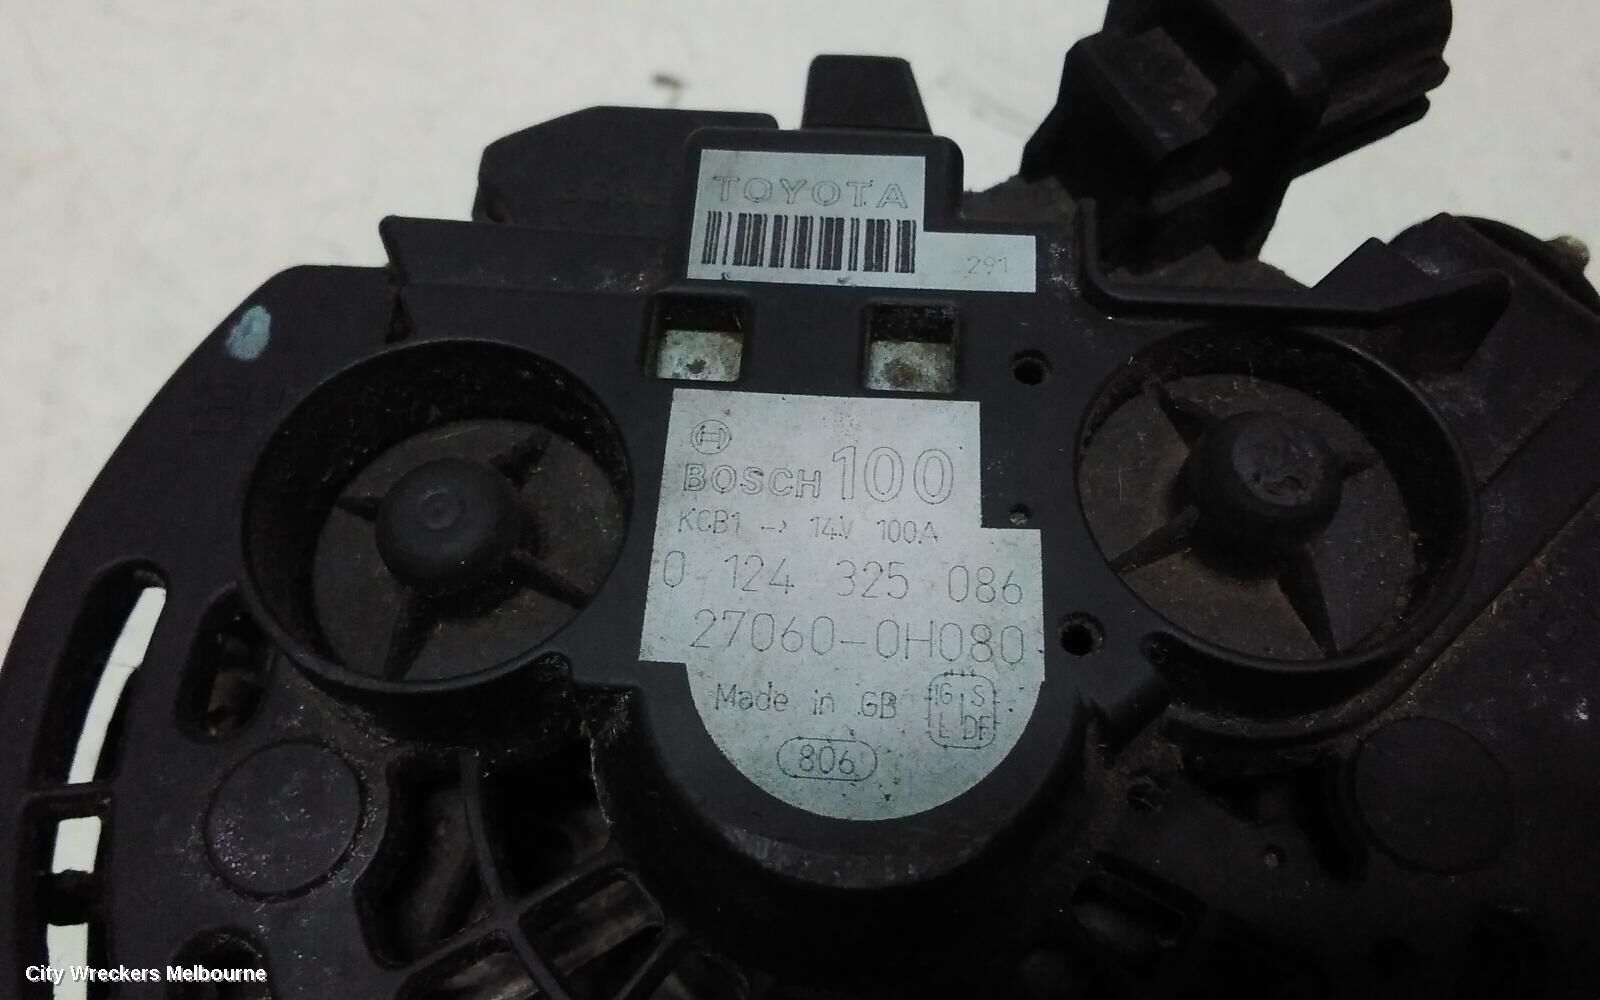 TOYOTA
291
BOSCH 100
KCB1 → 14V 100A
0 124 325 086
27060-0H080
Made in GB
IG S
L DF
806
City Wreckers Melbourne